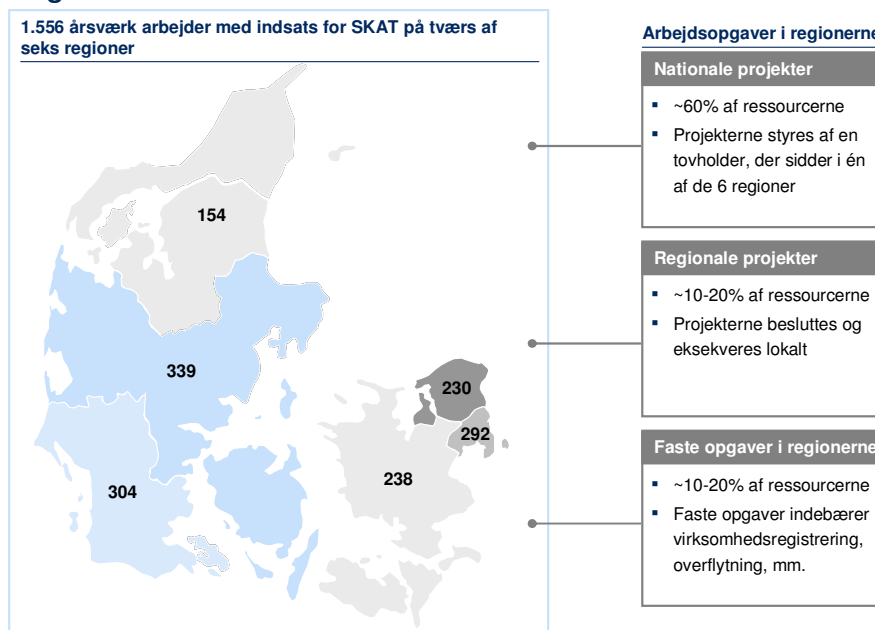 1.556 årsværk arbejder med indsats for SKAT på tværs af
seks regioner
154
339
304
230
292
238
Arbejdsopgaver i regionerne
Nationale projekter
▪ ~60% af ressourcerne
▪ Projekterne styres af en
tovholder, der sidder i én
af de 6 regioner
Regionale projekter
▪ ~10-20% af ressourcerne
▪ Projekterne besluttes og
eksekveres lokalt
Faste opgaver i regionerne
▪ ~10-20% af ressourcerne
▪ Faste opgaver indebærer
virksomhedsregistrering,
overflytning, mm.